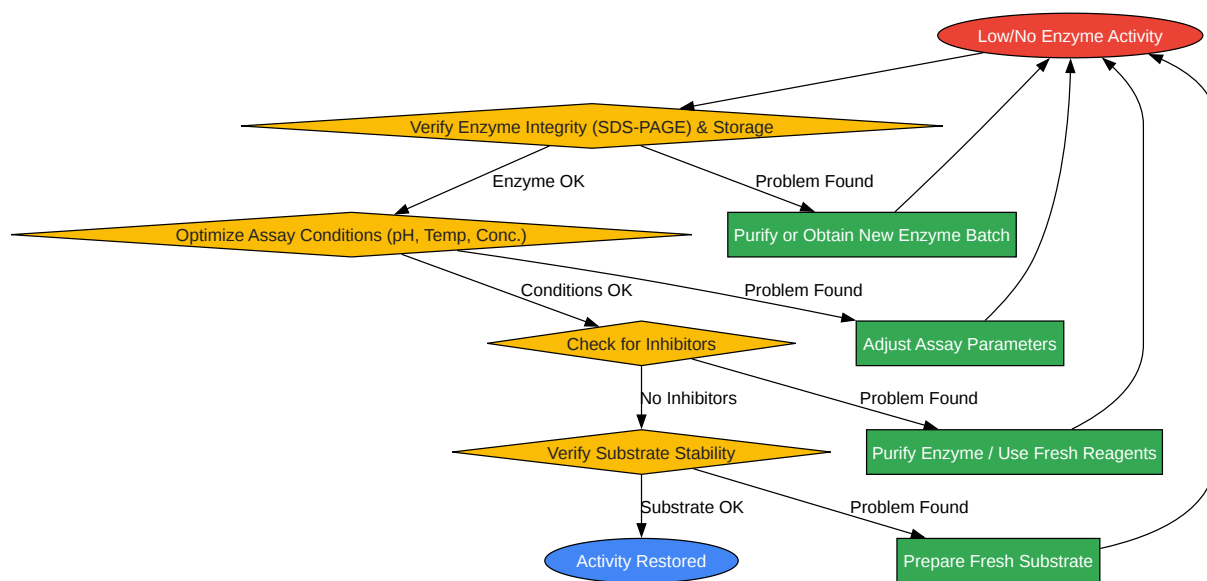 Low/No Enzyme Activity
Verify Enzyme Integrity (SDS-PAGE) & Storage
Enzyme OK
Problem Found
Optimize Assay Conditions (pH, Temp, Conc.)
Purify or Obtain New Enzyme Batch
Conditions OK
Problem Found
Check for Inhibitors
Adjust Assay Parameters
No Inhibitors
Problem Found
Verify Substrate Stability
Purify Enzyme / Use Fresh Reagents
Substrate OK
Problem Found
Activity Restored
Prepare Fresh Substrate